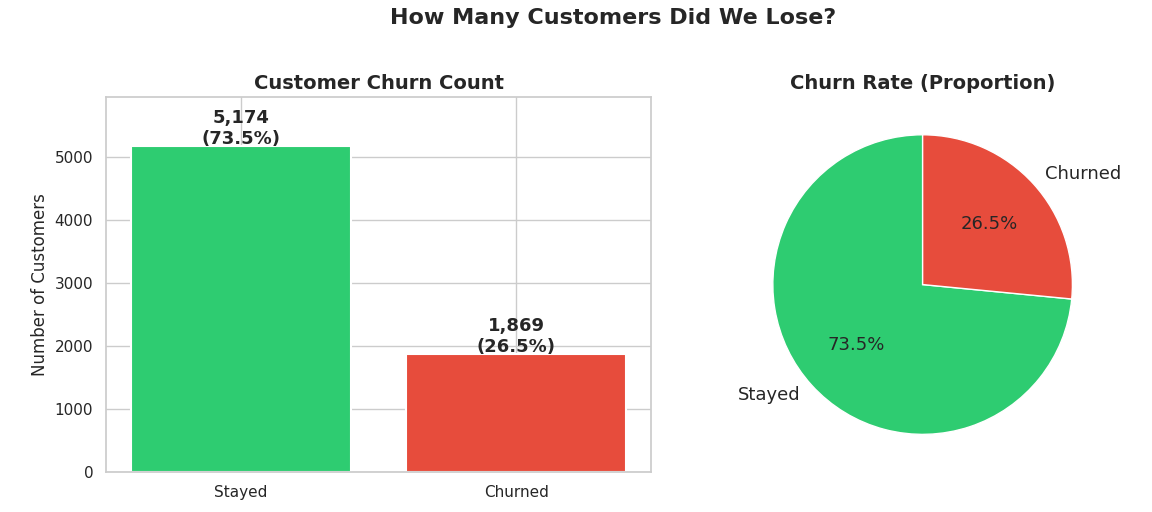 How Many Customers Did We Lose?
Customer Churn Count
Number of Customers
5000
4000
3000
2000
1000
0
5,174
(73.5%)
1,869
(26.5%)
Stayed
Churned
Churn Rate (Proportion)
Churned
26.5%
73.5%
Stayed